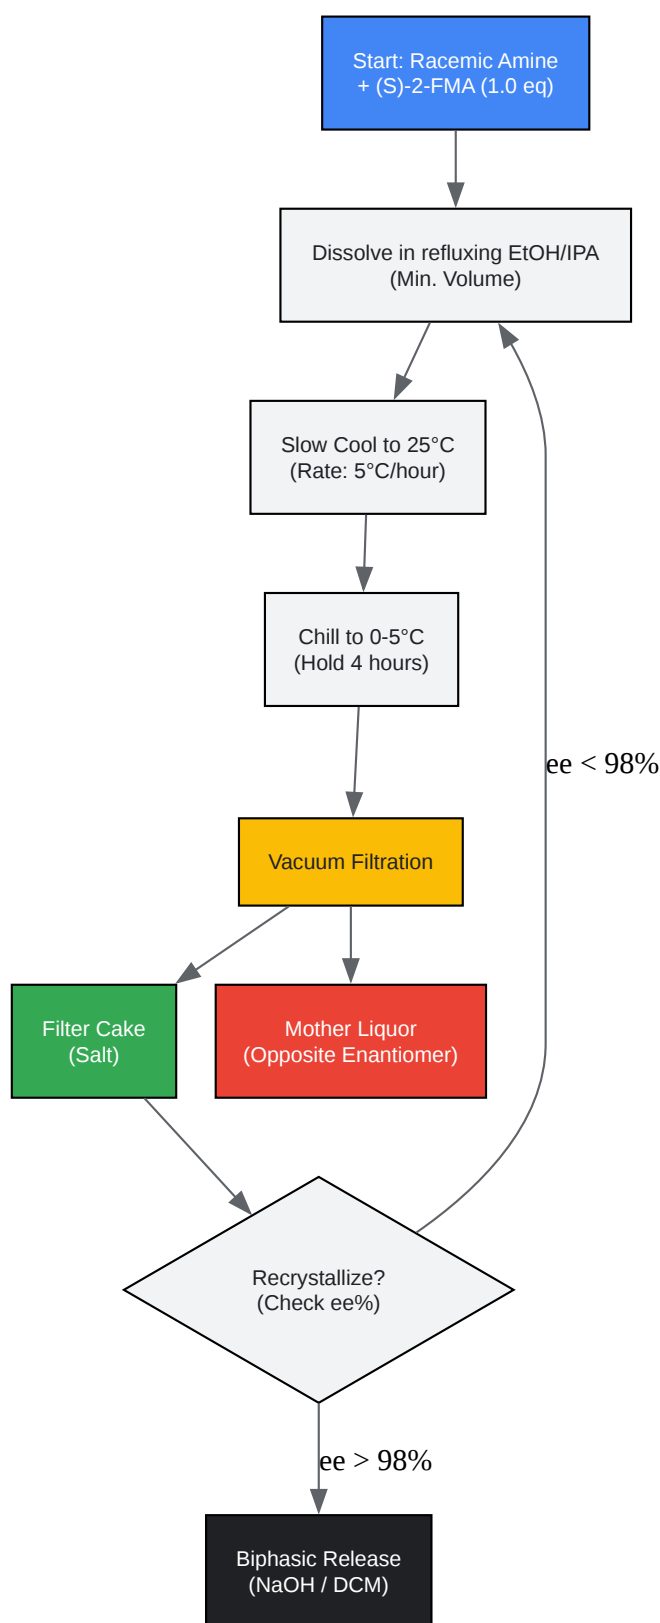 Start: Racemic Amine
+ (S)-2-FMA (1.0 eq)
Dissolve in refluxing EtOH/IPA
(Min. Volume)
Slow Cool to 25°C
(Rate: 5°C/hour)
Chill to 0-5°C
(Hold 4 hours)
ee < 98%
Vacuum Filtration
Filter Cake
(Salt)
Mother Liquor
(Opposite Enantiomer)
Recrystallize?
(Check ee%)
ee > 98%
Biphasic Release
(NaOH / DCM)